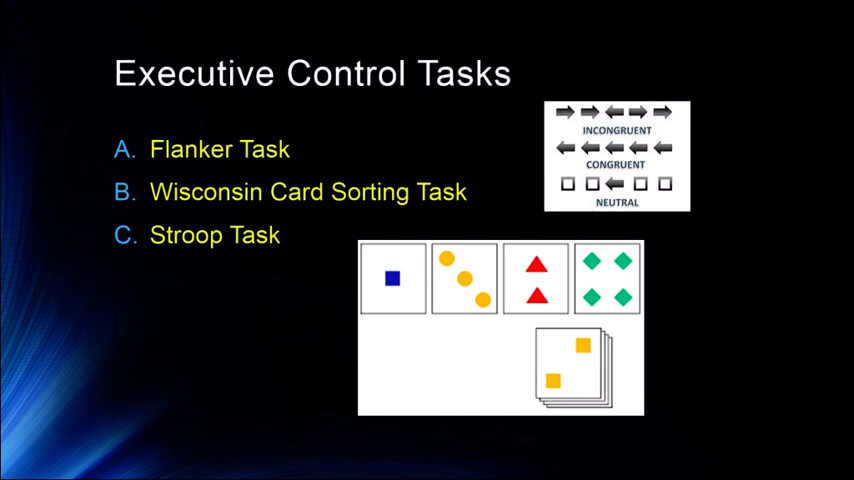 Executive Control Tasks
A. Flanker Task
B. Wisconsin Card Sorting Task
C. Stroop Task
INCONGRUENT
CONGRUENT
NEUTRAL